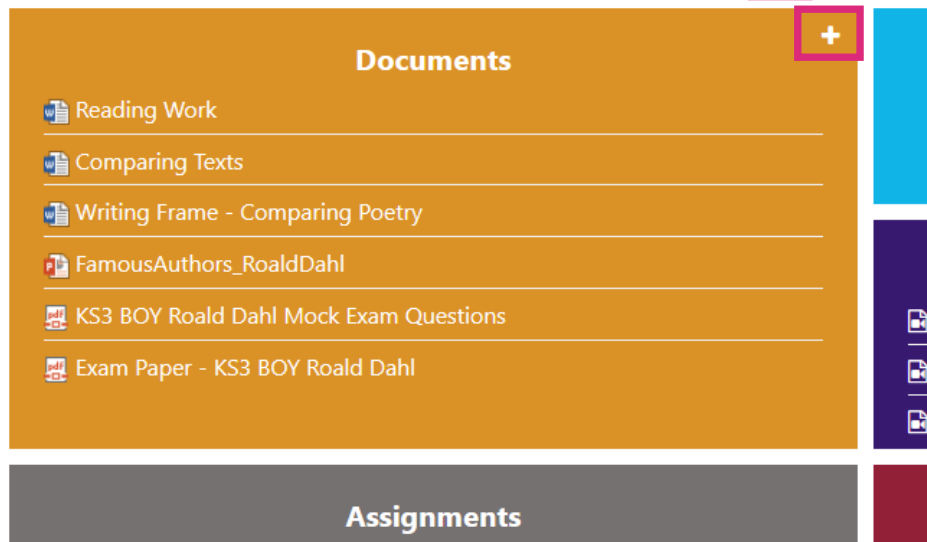 Documents
Reading Work
Comparing Texts
Writing Frame - Comparing Poetry
FamousAuthors_RoaldDahl
KS3 BOY Roald Dahl Mock Exam Questions
Exam Paper - KS3 BOY Roald Dahl
Assignments